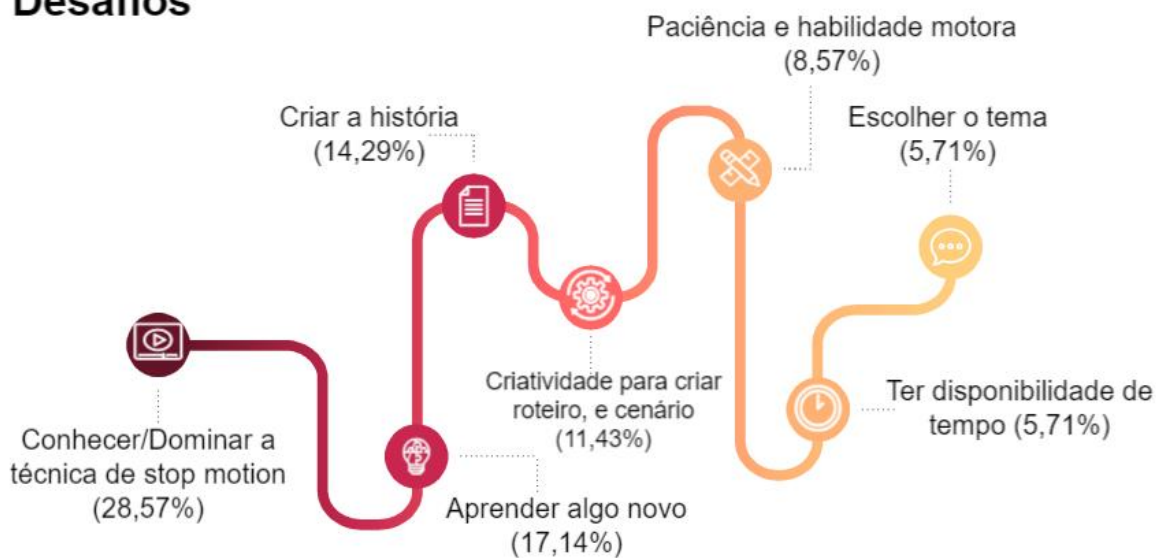 Desafios
Paciência e habilidade motora
(8,57%)
Criar a história
(14,29%)
Escolher o tema
(5,71%)
Criatividade para criar
roteiro, e cenário
(11,43%)
Ter disponibilidade de
tempo (5,71%)
Conhecer/Dominar a
técnica de stop motion
(28,57%)
Aprender algo novo
(17,14%)